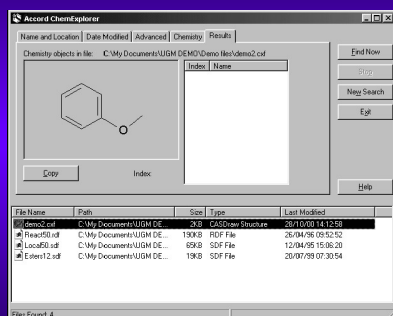 Accord ChemExplorer
Name and Location Date Modified Advanced Chemistry Results
Chemistry objects in file: C:\My Documents\UGM DEMO\Demo files\demo2.cxf
Index Name
O
Copy Index:
Find Now
Stop
New Search
Exit
Help
File Name Path Size Type Last Modified
demo2.cxf C:\My Documents\UGM DE... 2KB CASDraw Structure 28/10/00 14:12:58
React50.rdf C:\My Documents\UGM DE... 190KB RDF File 26/04/96 09:52:52
Local50.sdf C:\My Documents\UGM DE... 65KB SDF File 12/04/95 15:06:20
Esters12.sdf C:\My Documents\UGM DE... 19KB SDF File 20/07/99 07:30:54
Files Found: 4